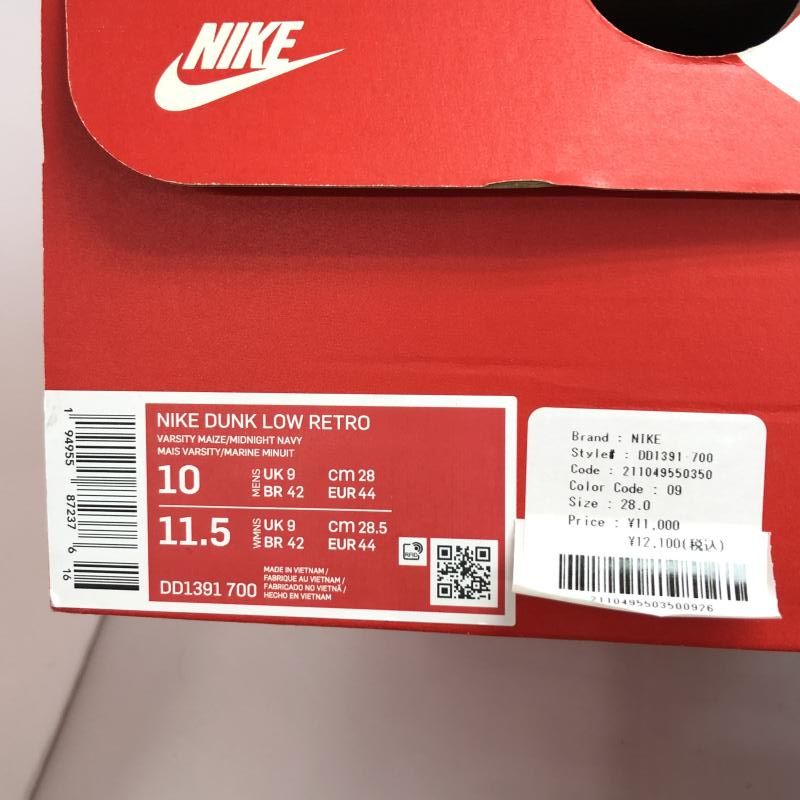 NIKE
1 94955 87237 6 16
NIKE DUNK LOW RETRO
VARSITY MAIZE/MIDNIGHT NAVY
MAIS VARSITY/MARINE MINUIT
10 MENS UK 9 cm 28
BR 42 EUR 44
11.5 WMNS UK 9 cm 28.5
BR 42 EUR 44
RFID
DD1391 700
MADE IN VIETNAM /
FABRIQUE AU VIETNAM /
FABRICADO NO VIETNÃ /
HECHO EN VIETNAM
Brand : NIKE
Style# : DD1391-700
Code : 211049550350
Color Code : 09
Size : 28.0
Price : ¥11,000
¥12,100(税込)
2110495503500926